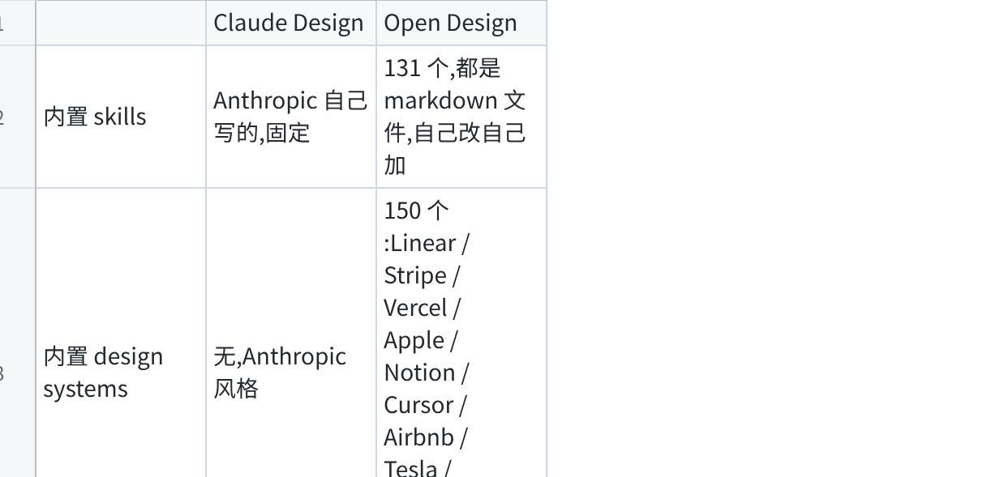 1
Claude Design
Open Design
2
内置 skills
Anthropic 自己
写的,固定
131 个,都是
markdown 文
件,自己改自己
加
3
内置 design
systems
无,Anthropic
风格
150 个
:Linear /
Stripe /
Vercel /
Apple /
Notion /
Cursor /
Airbnb /
Tesla /